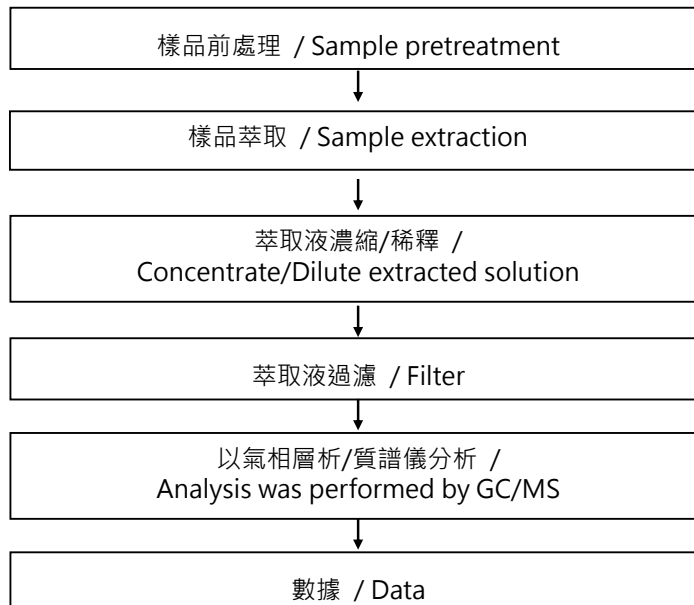 樣品前處理 / Sample pretreatment
樣品萃取 / Sample extraction
萃取液濃縮/稀釋 /
Concentrate/Dilute extracted solution
萃取液過濾 / Filter
以氣相層析/質譜儀分析 /
Analysis was performed by GC/MS
數據 / Data